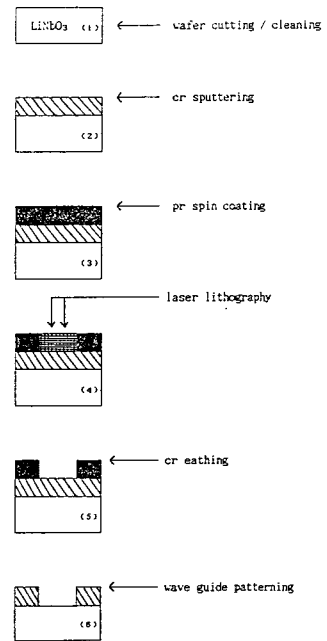 LiNbO₃ (1) wafer cutting / cleaning
cr sputtering
(2)
pr spin coating
(3)
laser lithography
(4)
cr eathing
(5)
wave guide patterning
(6)